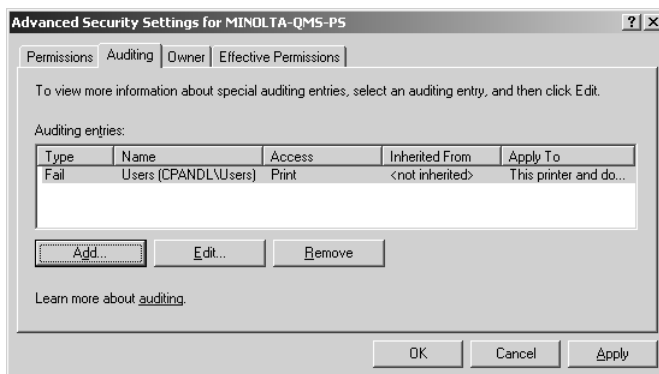 Advanced Security Settings for MINOLTA-QMS-PS
Permissions Auditing Owner Effective Permissions
To view more information about special auditing entries, select an auditing entry, and then click Edit.
Auditing entries:
Type Name Access Inherited From Apply To
Fail Users (CPANDL\Users) Print <not inherited> This printer and do...
Add... Edit... Remove
Learn more about auditing.
OK Cancel Apply